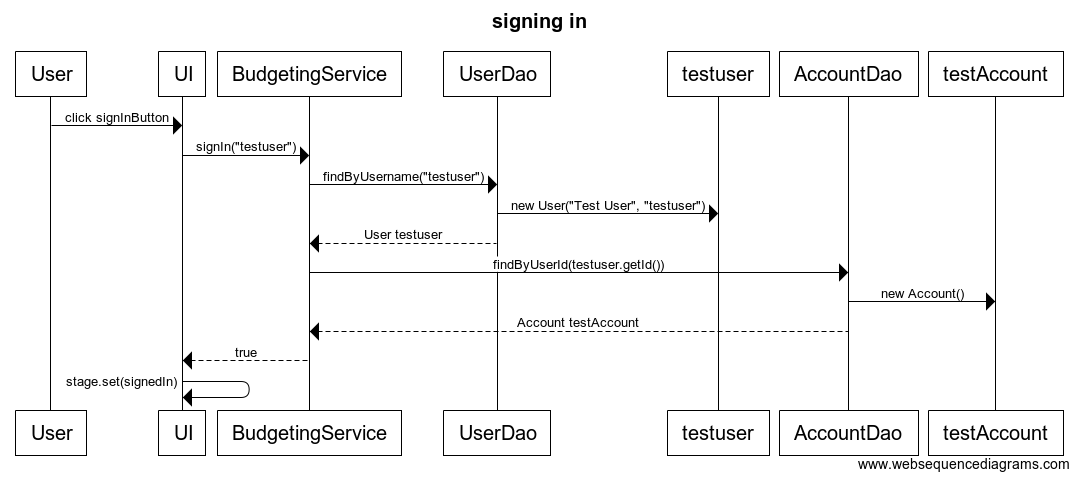 signing in
User UI BudgetingService UserDao testuser AccountDao testAccount
click signInButton
signIn("testuser")
findByUsername("testuser")
new User("Test User", "testuser")
User testuser
findByUserId(testuser.getId())
new Account()
Account testAccount
true
stage.set(signedIn)
User UI BudgetingService UserDao testuser AccountDao testAccount
www.websequencediagrams.com